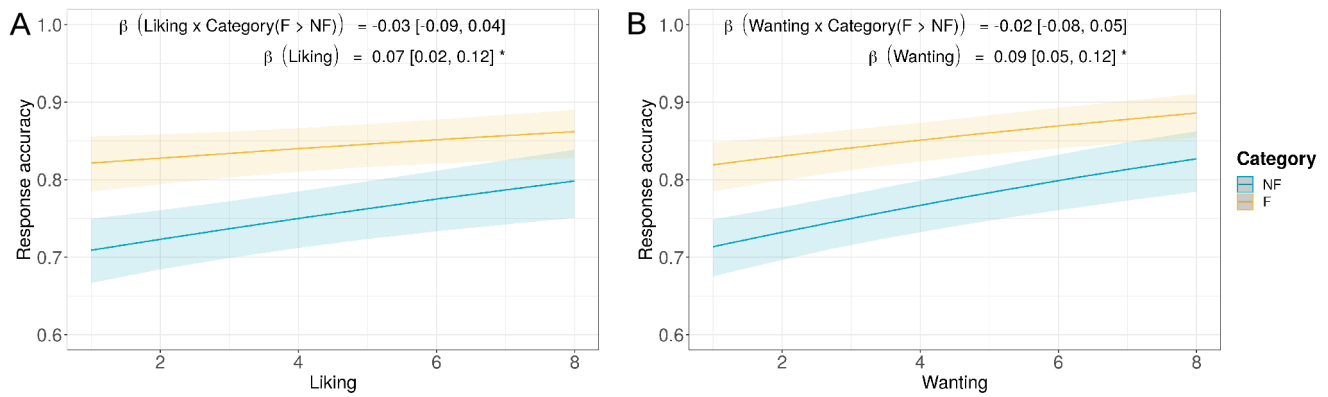 A
β (Liking x Category(F > NF)) = -0.03 [-0.09, 0.04]
β (Liking) = 0.07 [0.02, 0.12] *
Response accuracy
1.0
0.9
0.8
0.7
0.6
2 4 6 8
Liking
B
β (Wanting x Category(F > NF)) = -0.02 [-0.08, 0.05]
β (Wanting) = 0.09 [0.05, 0.12] *
Response accuracy
1.0
0.9
0.8
0.7
0.6
2 4 6 8
Wanting
Category
NF
F